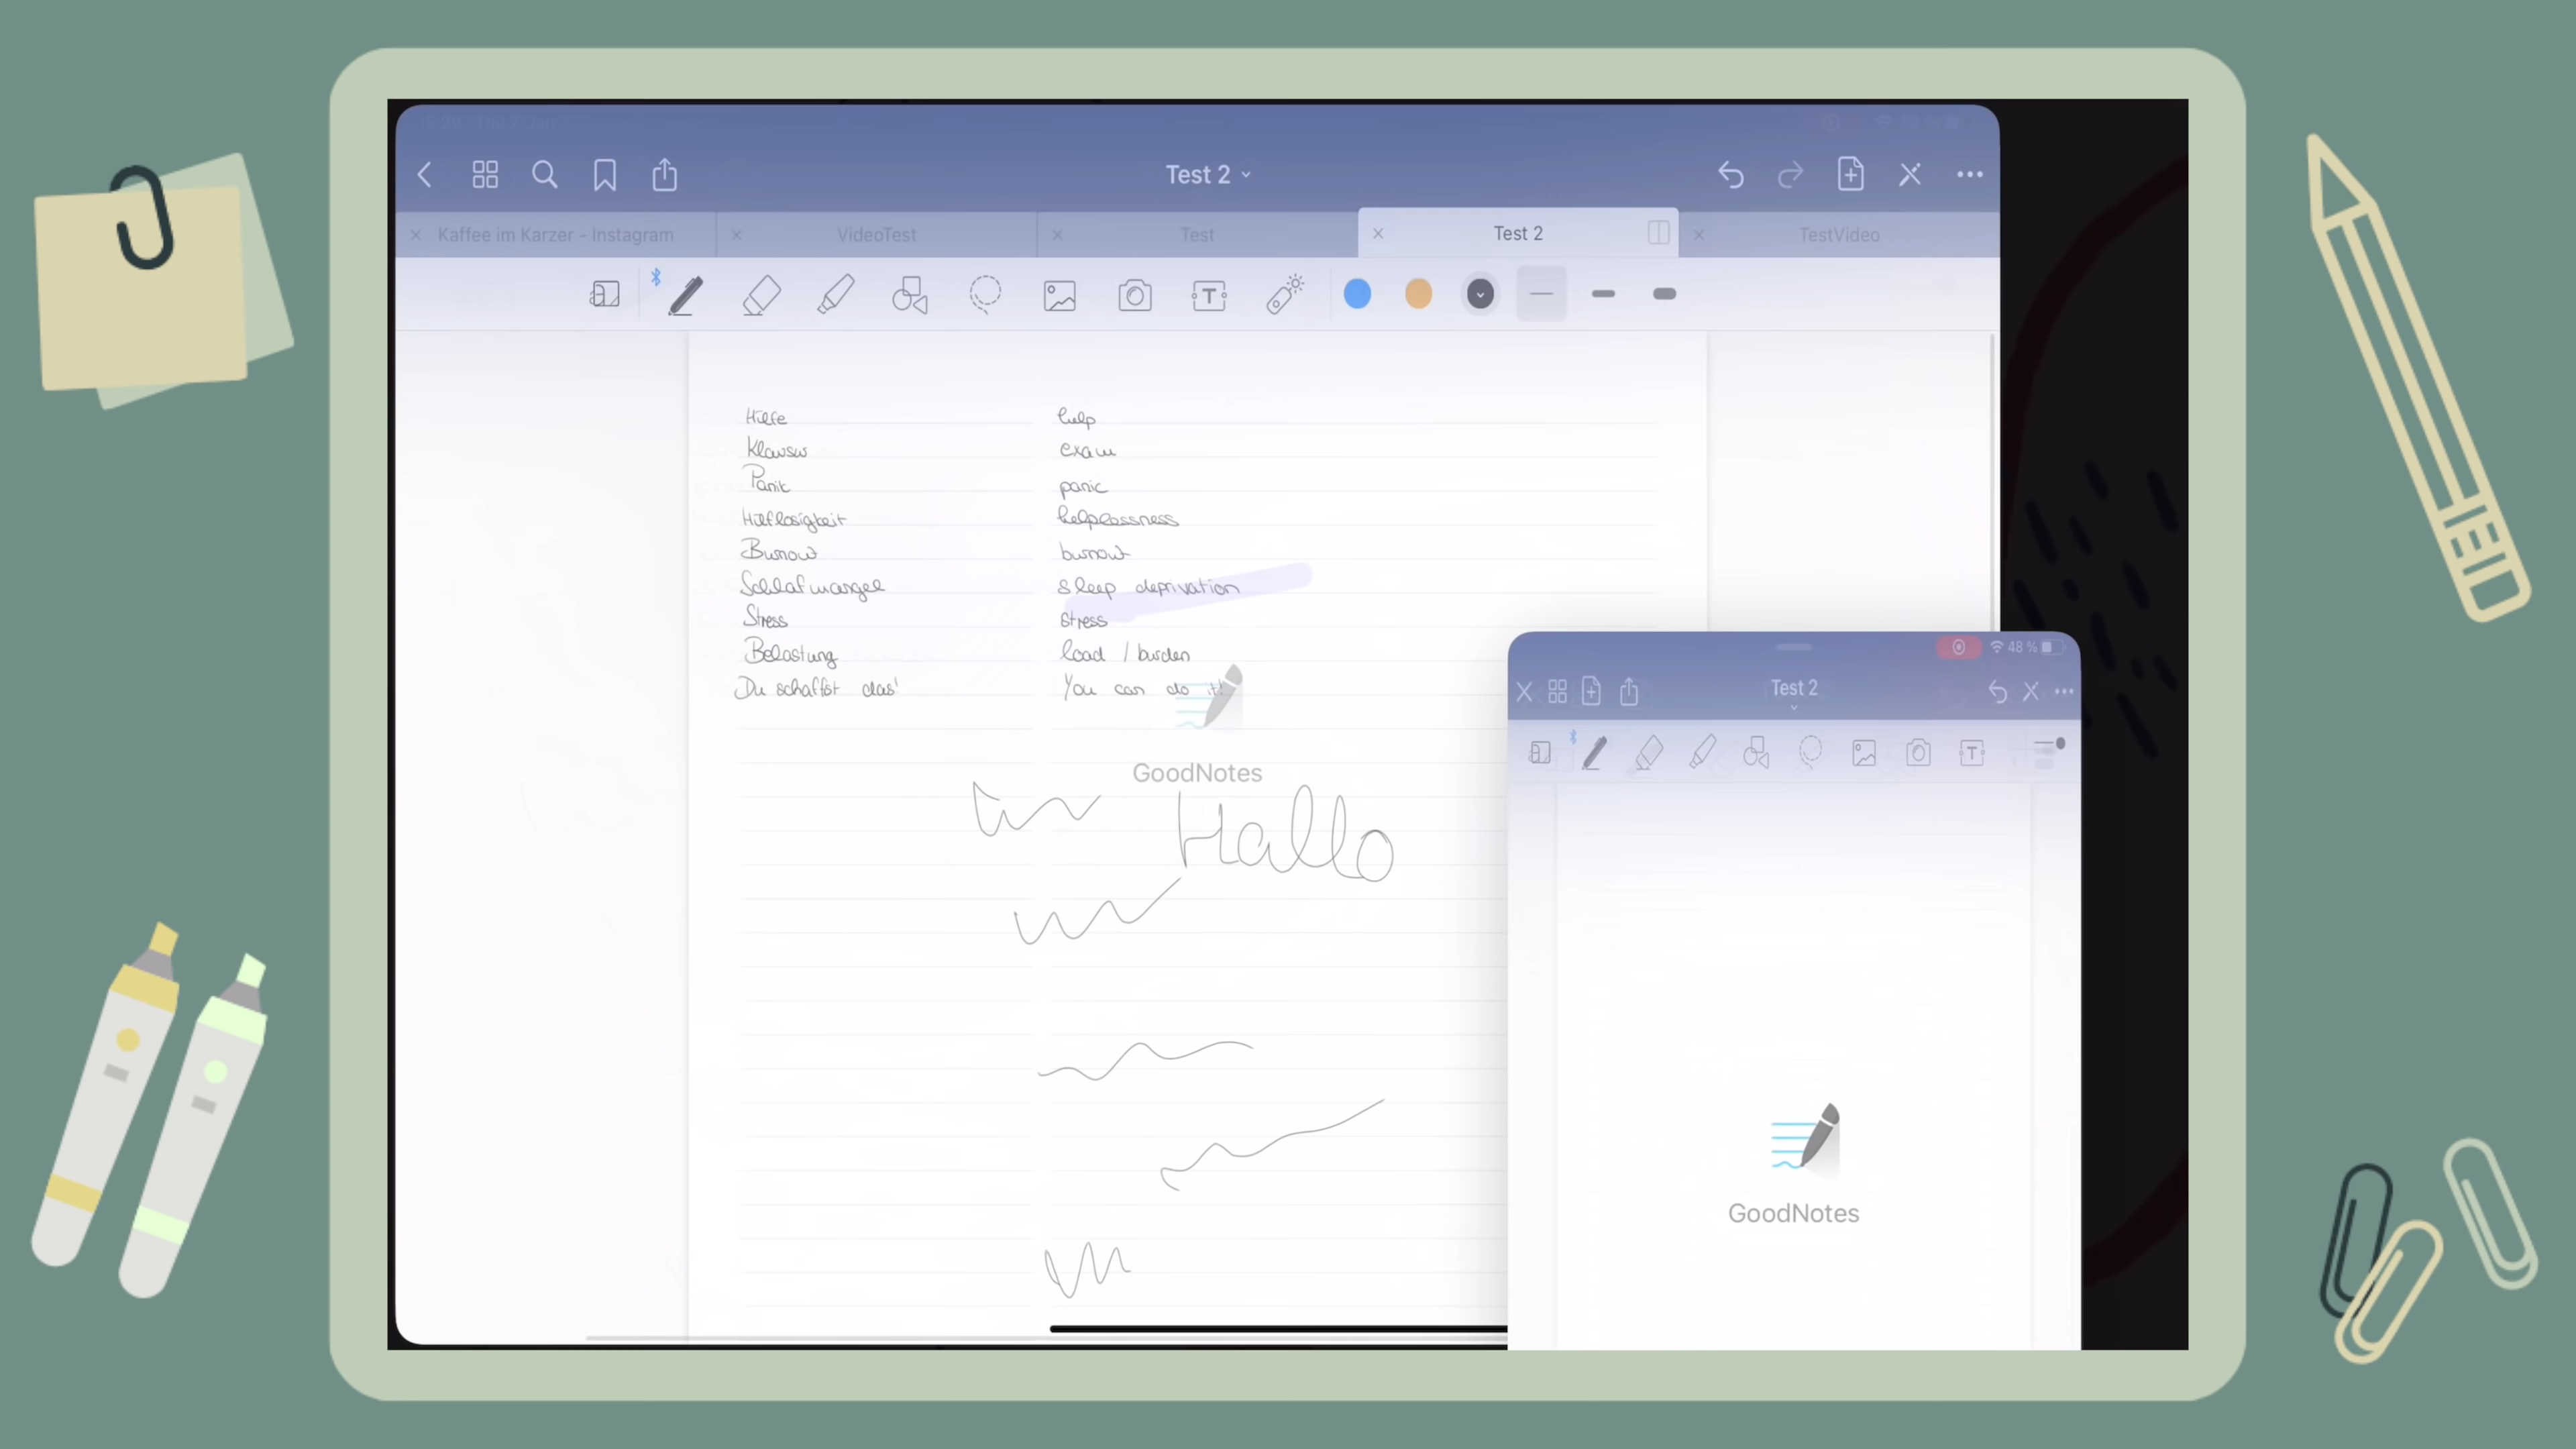 Test 2
Kaffee im Karzer - Instagram
VideoTest
Test
Test 2
TestVideo
Hilfe help
Klausur exam
Panik panic
Hilflosigkeit helplessness
Burnout burnout
Schlafmangel sleep deprivation
Stress stress
Belastung load / burden
Du schaffst das! You can do it!
GoodNotes
Hallo
48 %
Test 2
GoodNotes